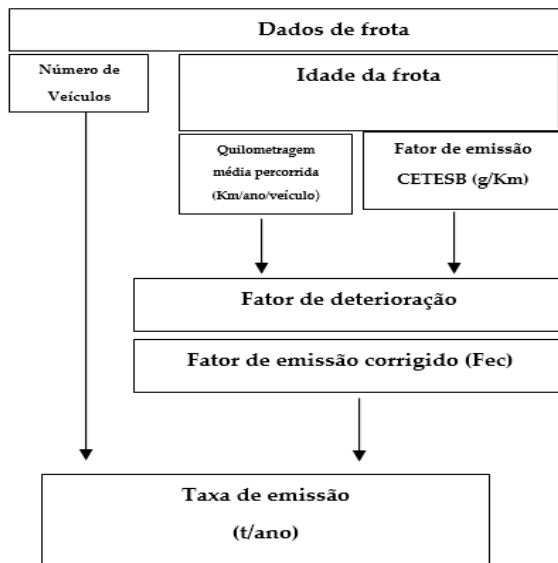 Dados de frota
Número de
Veículos
Idade da frota
Quilometragem
média percorrida
(Km/ano/veículo)
Fator de emissão
CETESB (g/Km)
Fator de deterioração
Fator de emissão corrigido (Fec)
Taxa de emissão
(t/ano)